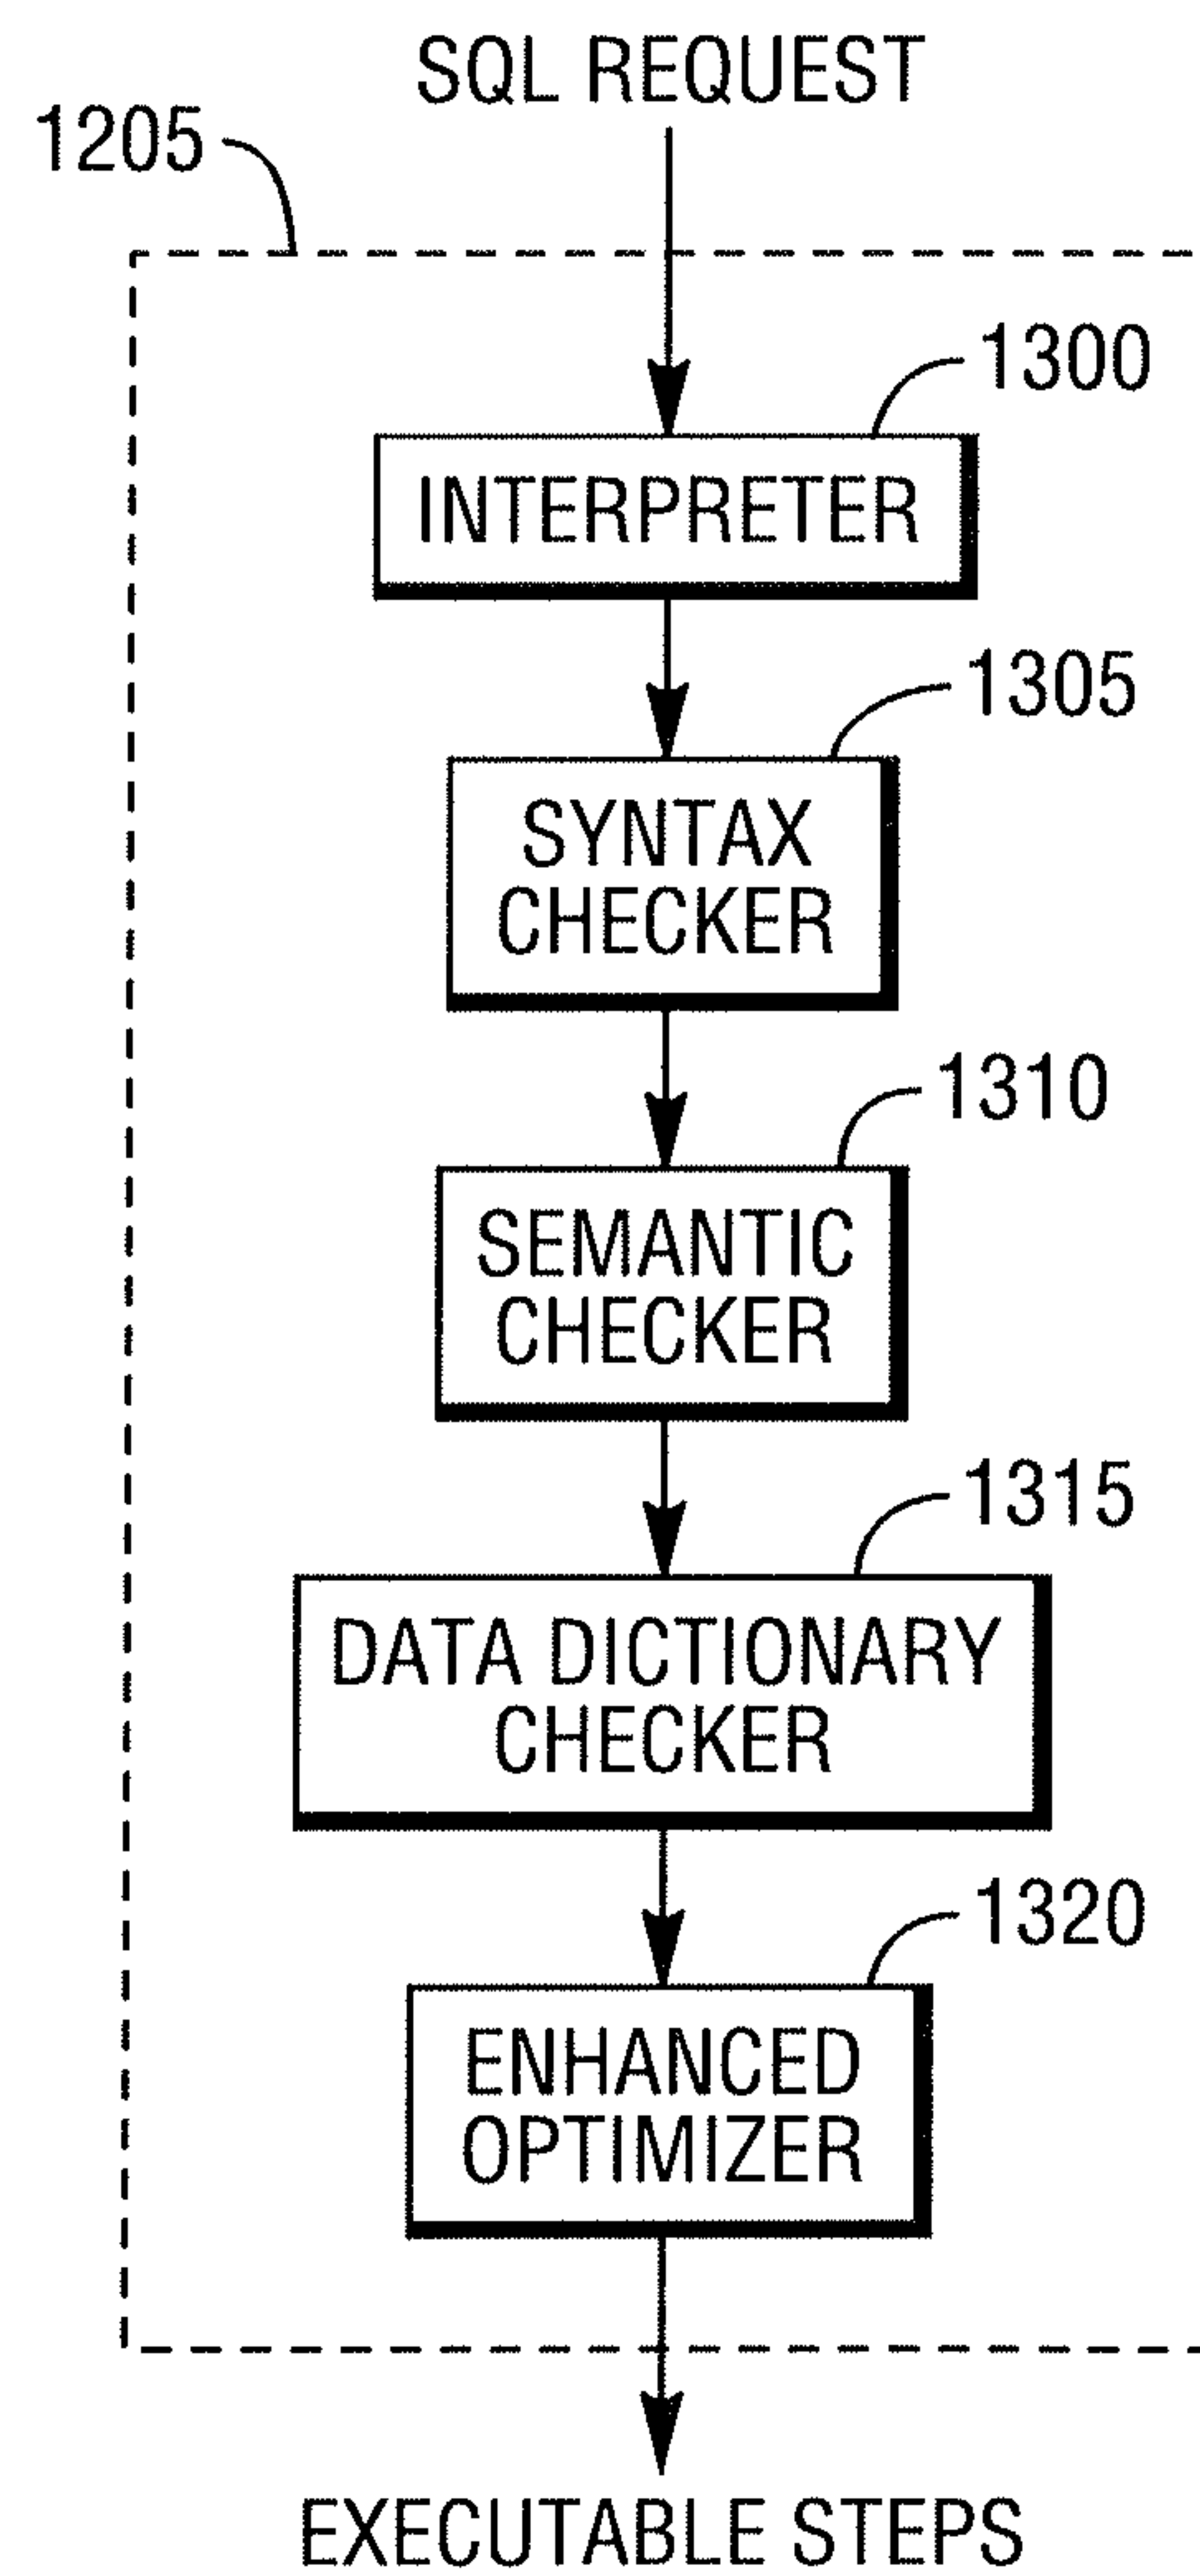 SQL REQUEST
1205
1300
INTERPRETER
1305
SYNTAX
CHECKER
1310
SEMANTIC
CHECKER
1315
DATA DICTIONARY
CHECKER
1320
ENHANCED
OPTIMIZER
EXECUTABLE STEPS